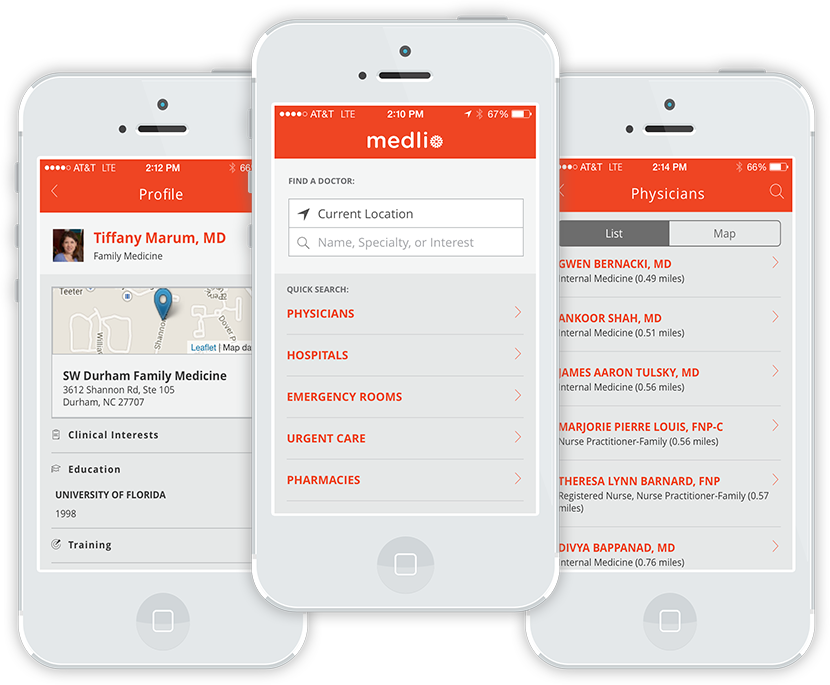 AT&T LTE 2:12 PM 66
Profile
Tiffany Marum, MD
Family Medicine
Teeter
Shannon
Dover
Leaflet | Map da
SW Durham Family Medicine
3612 Shannon Rd, Ste 105
Durham, NC 27707
Clinical Interests
Education
UNIVERSITY OF FLORIDA
1998
Training
AT&T LTE 2:10 PM 67%
medlio
FIND A DOCTOR:
Current Location
Name, Specialty, or Interest
QUICK SEARCH:
PHYSICIANS
HOSPITALS
EMERGENCY ROOMS
URGENT CARE
PHARMACIES
AT&T LTE 2:14 PM 66%
Physicians
List Map
GWEN BERNACKI, MD
Internal Medicine (0.49 miles)
ANKOOR SHAH, MD
Internal Medicine (0.51 miles)
JAMES AARON TULSKY, MD
Internal Medicine (0.56 miles)
MARJORIE PIERRE LOUIS, FNP-C
Nurse Practitioner-Family (0.56 miles)
THERESA LYNN BARNARD, FNP
Registered Nurse, Nurse Practitioner-Family (0.57
miles)
DIVYA BAPPANAD, MD
Internal Medicine (0.76 miles)